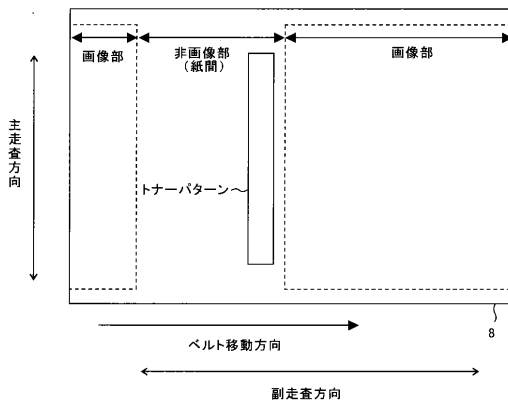 画像部
非画像部
(紙間)
画像部
主走査方向
トナーパターン
8
ベルト移動方向
副走査方向